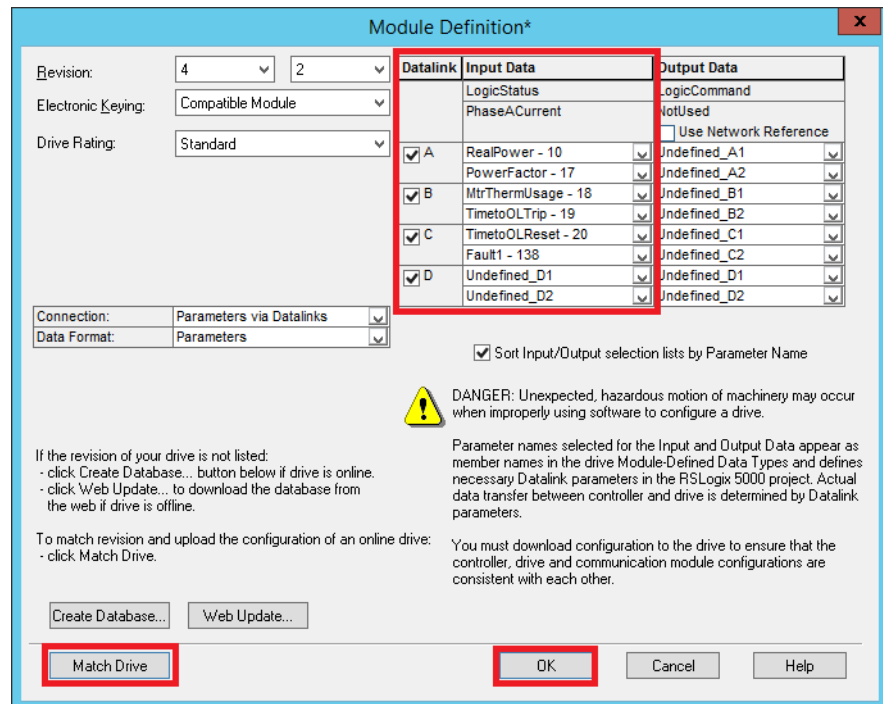 Module Definition*
x
Revision: 4 2
Electronic Keying: Compatible Module
Drive Rating: Standard
Datalink Input Data Output Data
LogicStatus LogicCommand
PhaseACurrent NotUsed
Use Network Reference
A RealPower - 10 Undefined_A1
PowerFactor - 17 Undefined_A2
B MtrThermUsage - 18 Undefined_B1
TimetoOLTrip - 19 Undefined_B2
C TimetoOLReset - 20 Undefined_C1
Fault1 - 138 Undefined_C2
D Undefined_D1 Undefined_D1
Undefined_D2 Undefined_D2
Connection: Parameters via Datalinks
Data Format: Parameters
Sort Input/Output selection lists by Parameter Name
DANGER: Unexpected, hazardous motion of machinery may occur
when improperly using software to configure a drive.
If the revision of your drive is not listed:
- click Create Database... button below if drive is online.
- click Web Update... to download the database from
the web if drive is offline.
To match revision and upload the configuration of an online drive:
- click Match Drive.
Parameter names selected for the Input and Output Data appear as
member names in the drive Module-Defined Data Types and defines
necessary Datalink parameters in the RSLogix 5000 project. Actual
data transfer between controller and drive is determined by Datalink
parameters.
You must download configuration to the drive to ensure that the
controller, drive and communication module configurations are
consistent with each other.
Create Database... Web Update...
Match Drive OK Cancel Help